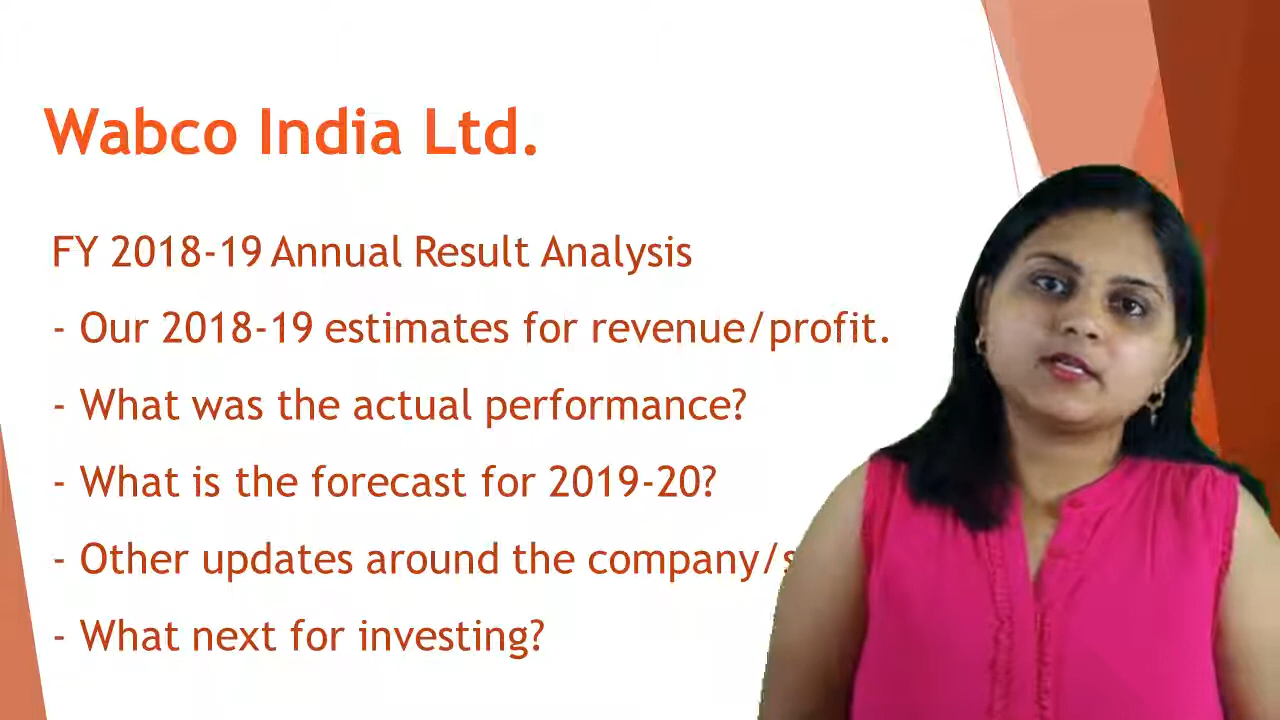 Wabco India Ltd.
FY 2018-19 Annual Result Analysis
- Our 2018-19 estimates for revenue/profit.
- What was the actual performance?
- What is the forecast for 2019-20?
- Other updates around the company/
- What next for investing?